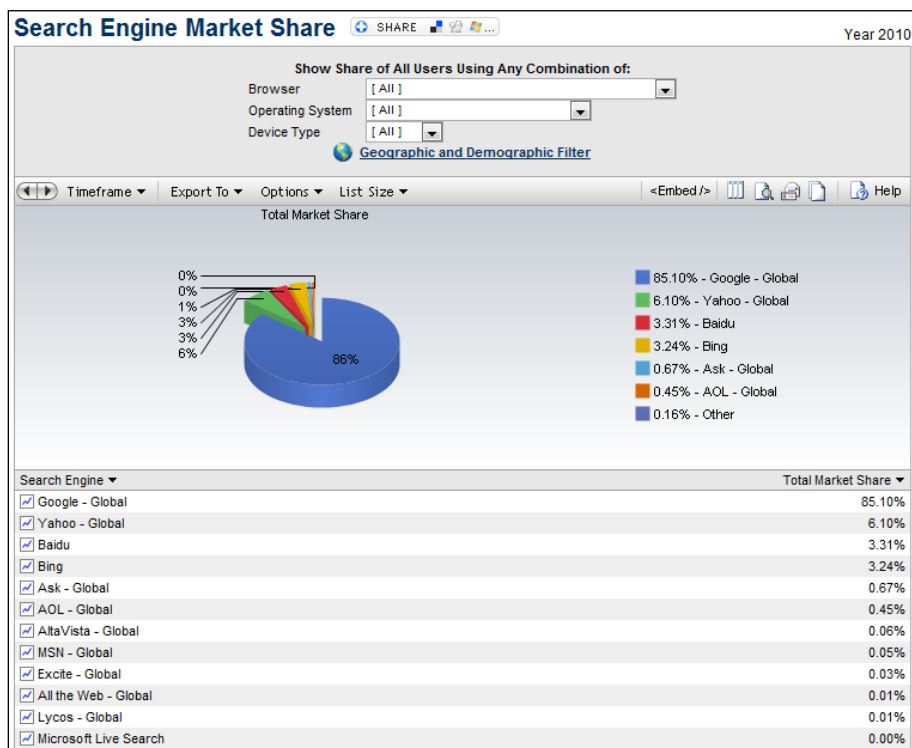 Search Engine Market Share SHARE ...
Year 2010
Show Share of All Users Using Any Combination of:
Browser [ All ]
Operating System [ All ]
Device Type [ All ]
Geographic and Demographic Filter
Timeframe Export To Options List Size <Embed /> Help
Total Market Share
0%
0%
1%
3%
3%
6%
86%
85.10% - Google - Global
6.10% - Yahoo - Global
3.31% - Baidu
3.24% - Bing
0.67% - Ask - Global
0.45% - AOL - Global
0.16% - Other
Search Engine Total Market Share
Google - Global 85.10%
Yahoo - Global 6.10%
Baidu 3.31%
Bing 3.24%
Ask - Global 0.67%
AOL - Global 0.45%
AltaVista - Global 0.06%
MSN - Global 0.05%
Excite - Global 0.03%
All the Web - Global 0.01%
Lycos - Global 0.01%
Microsoft Live Search 0.00%